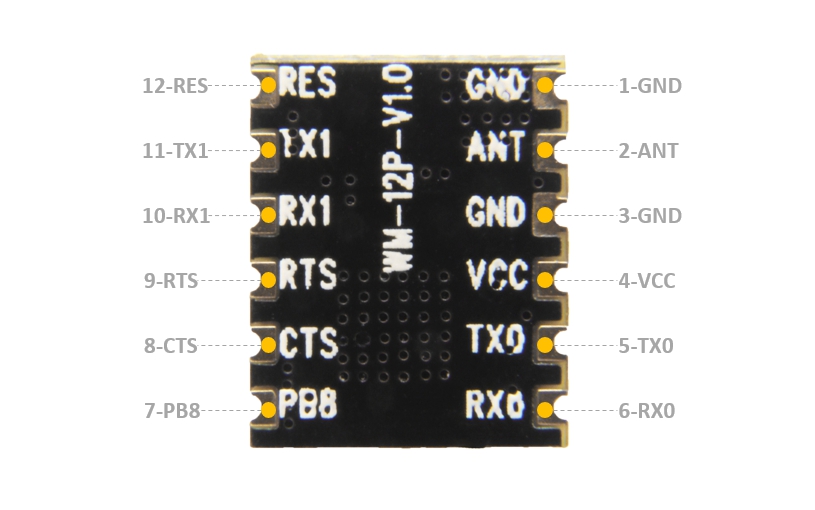 12-RES
RES
GND
1-GND
11-TX1
TX1
ANT
2-ANT
10-RX1
RX1
GND
3-GND
WM-12P-V1.0
9-RTS
RTS
VCC
4-VCC
8-CTS
CTS
TX0
5-TX0
7-PB8
PB8
RX0
6-RX0